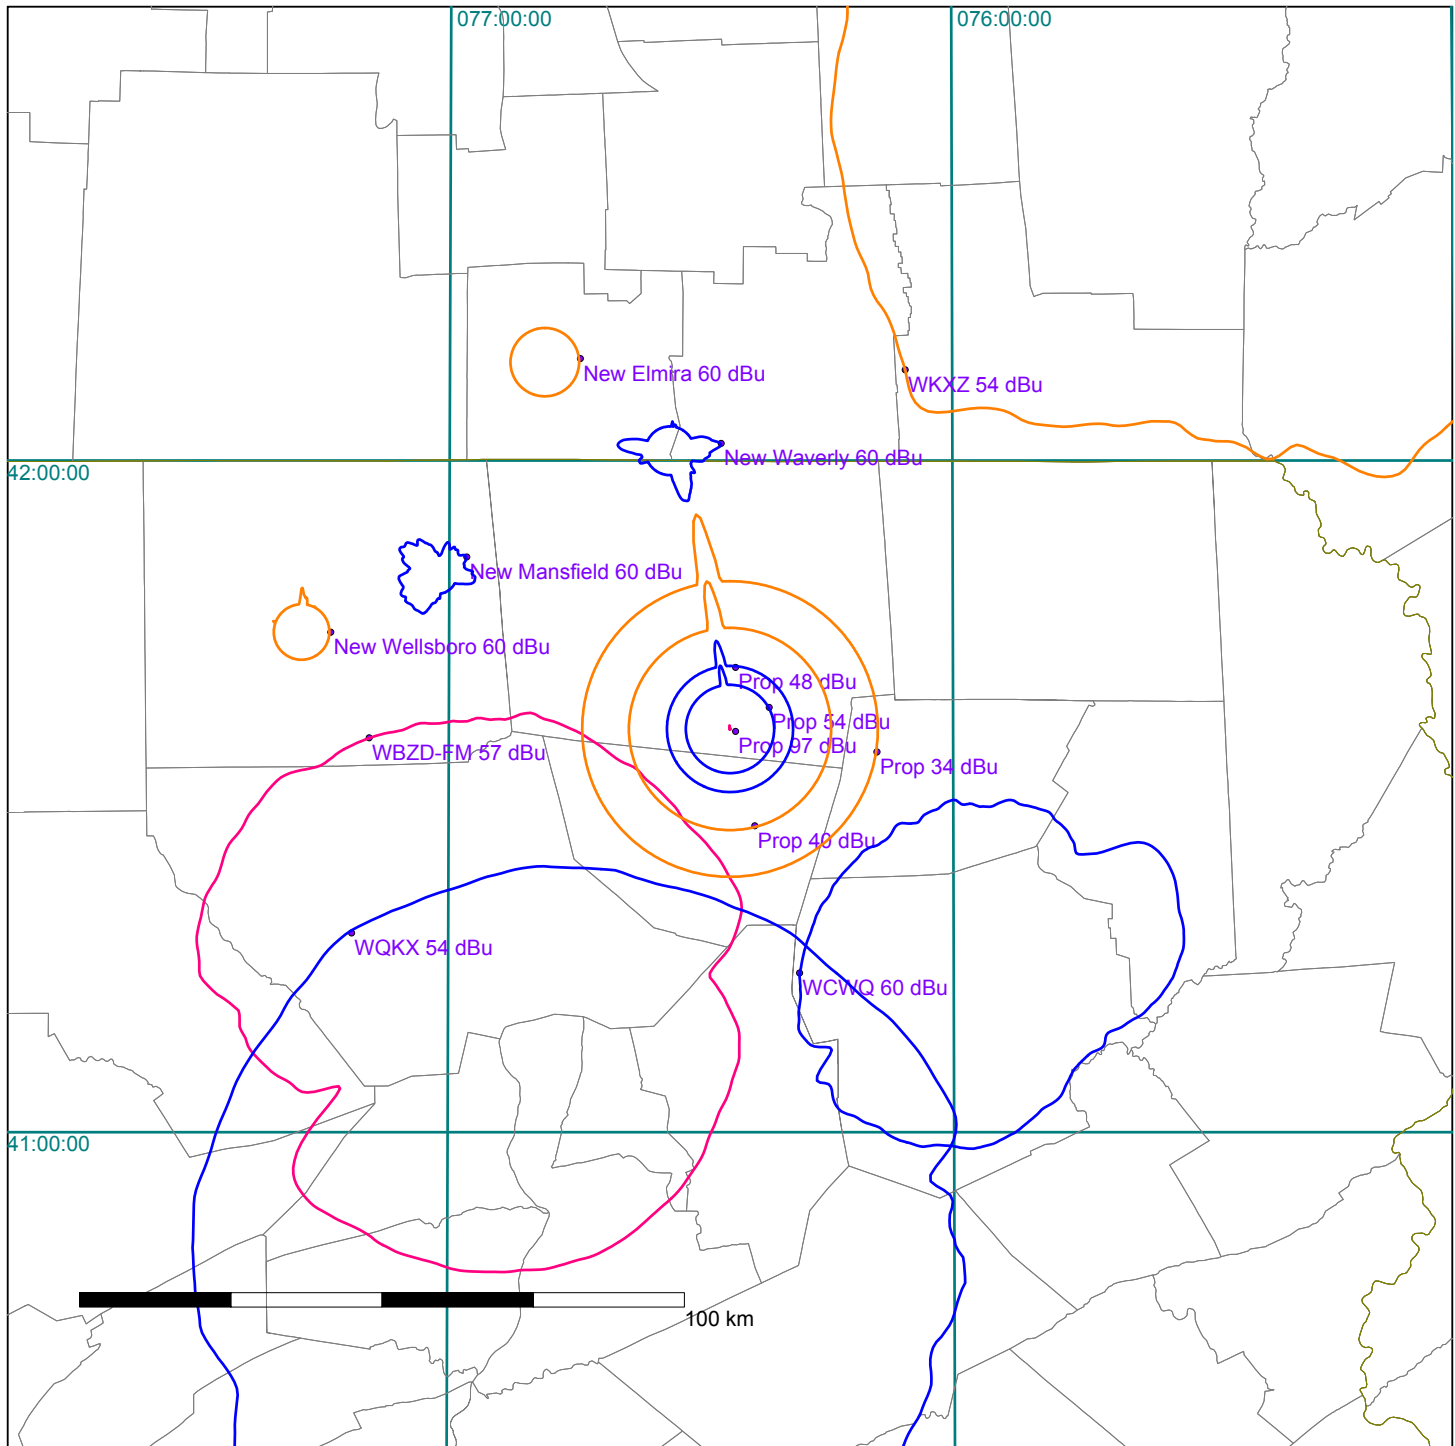 077:00:00
076:00:00
New Elmira 60 dBu
WKXZ 54 dBu
New Waverly 60 dBu
42:00:00
New Mansfield 60 dBu
New Wellsboro 60 dBu
Prop 48 dBu
Prop 54 dBu
Prop 97 dBu
WBZD-FM 57 dBu
Prop 34 dBu
Prop 40 dBu
WQKX 54 dBu
WCWQ 60 dBu
41:00:00
100 km